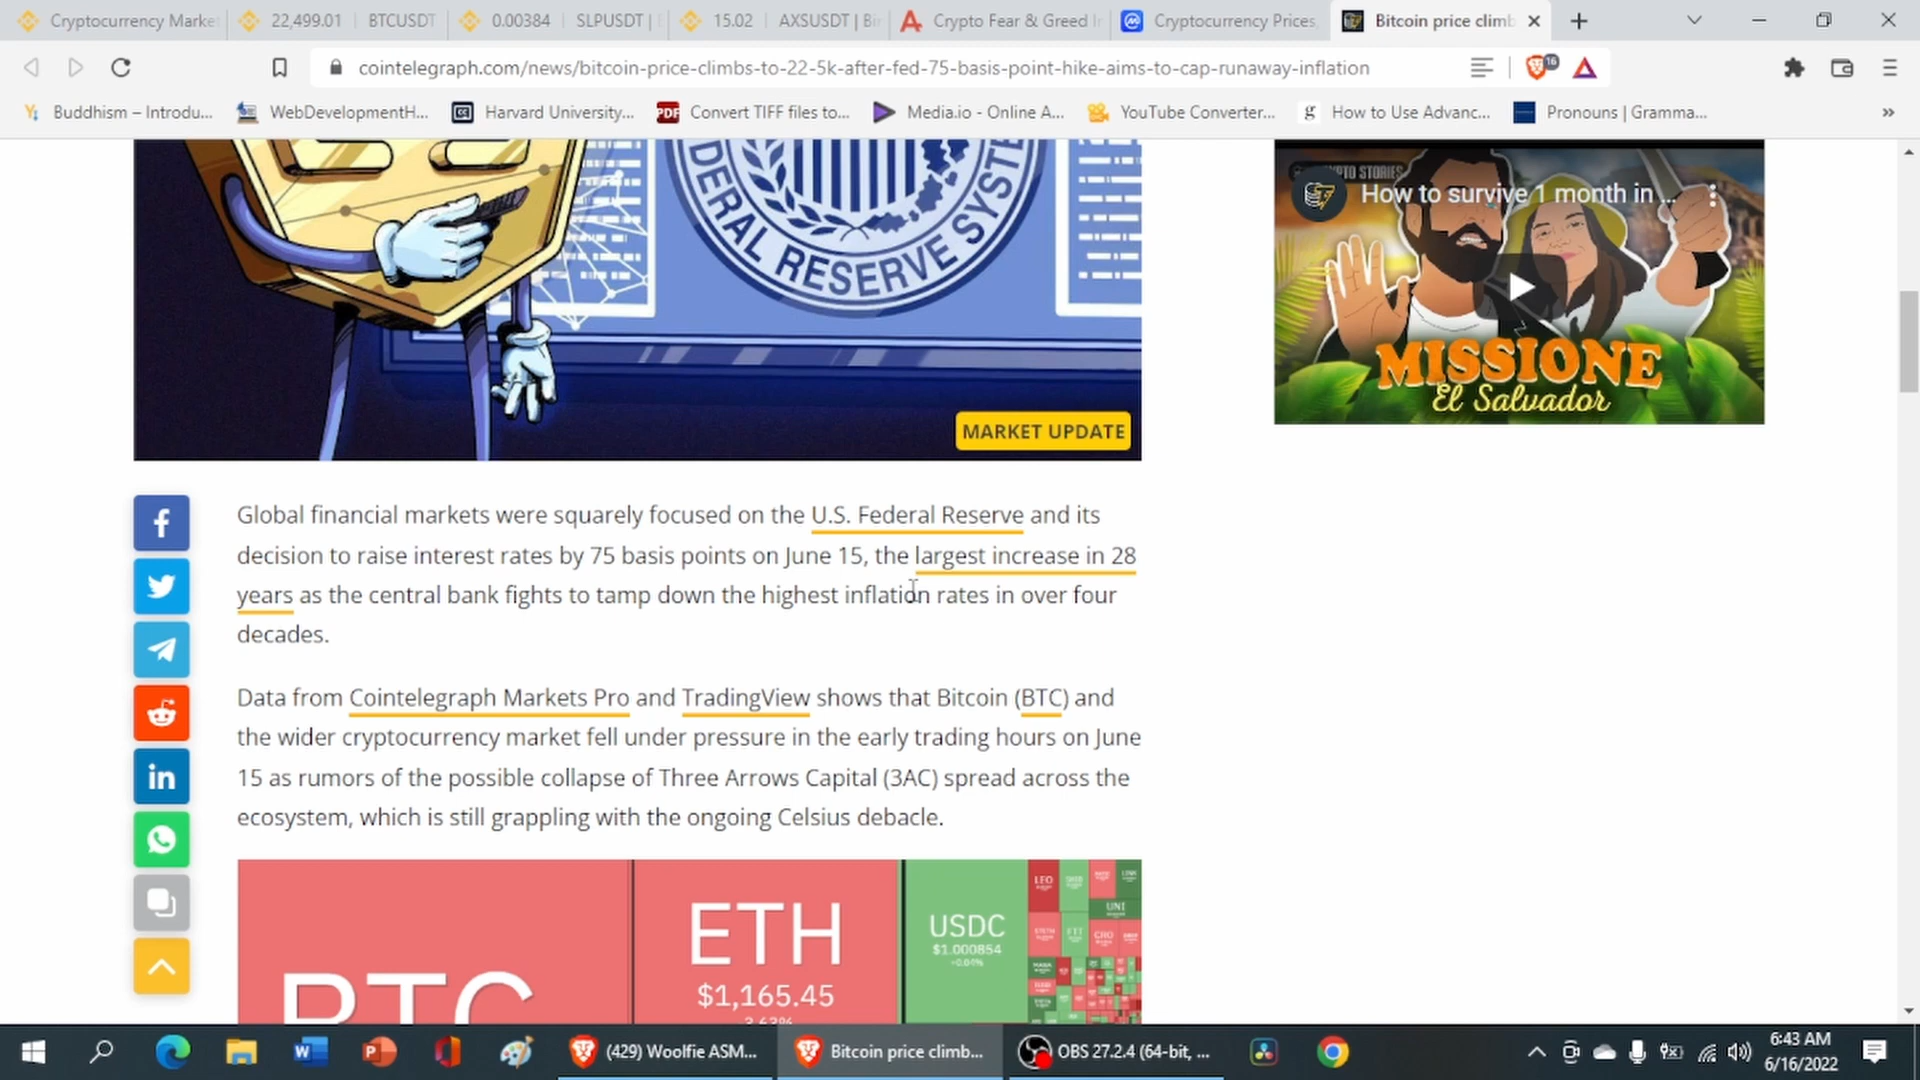 Cryptocurrency Market
22,499.01 BTCUSDT
0.00384 SLPUSDT |
15.02 AXSUSDT | Bi
Crypto Fear & Greed I
Cryptocurrency Prices,
Bitcoin price climb
cointelegraph.com/news/bitcoin-price-climbs-to-22-5k-after-fed-75-basis-point-hike-aims-to-cap-runaway-inflation
16
Buddhism – Introdu...
WebDevelopmentH...
Harvard University...
PDF
Convert TIFF files to...
Media.io - Online A...
YouTube Converter...
g
How to Use Advanc...
Pronouns | Gramma...
»
DERAL RESERVE SYSTE
MARKET UPDATE
How to survive 1 month in ...
MISSIONE
El Salvador
Global financial markets were squarely focused on the U.S. Federal Reserve and its
decision to raise interest rates by 75 basis points on June 15, the largest increase in 28
years as the central bank fights to tamp down the highest inflation rates in over four
decades.
Data from Cointelegraph Markets Pro and TradingView shows that Bitcoin (BTC) and
the wider cryptocurrency market fell under pressure in the early trading hours on June
15 as rumors of the possible collapse of Three Arrows Capital (3AC) spread across the
ecosystem, which is still grappling with the ongoing Celsius debacle.
BTC
ETH
$1,165.45
USDC
$1.000854
-0.04%
LEO
UNI
FTT
CRO
(429) Woolfie ASM...
Bitcoin price climb...
OBS 27.2.4 (64-bit, ...
6:43 AM
6/16/2022